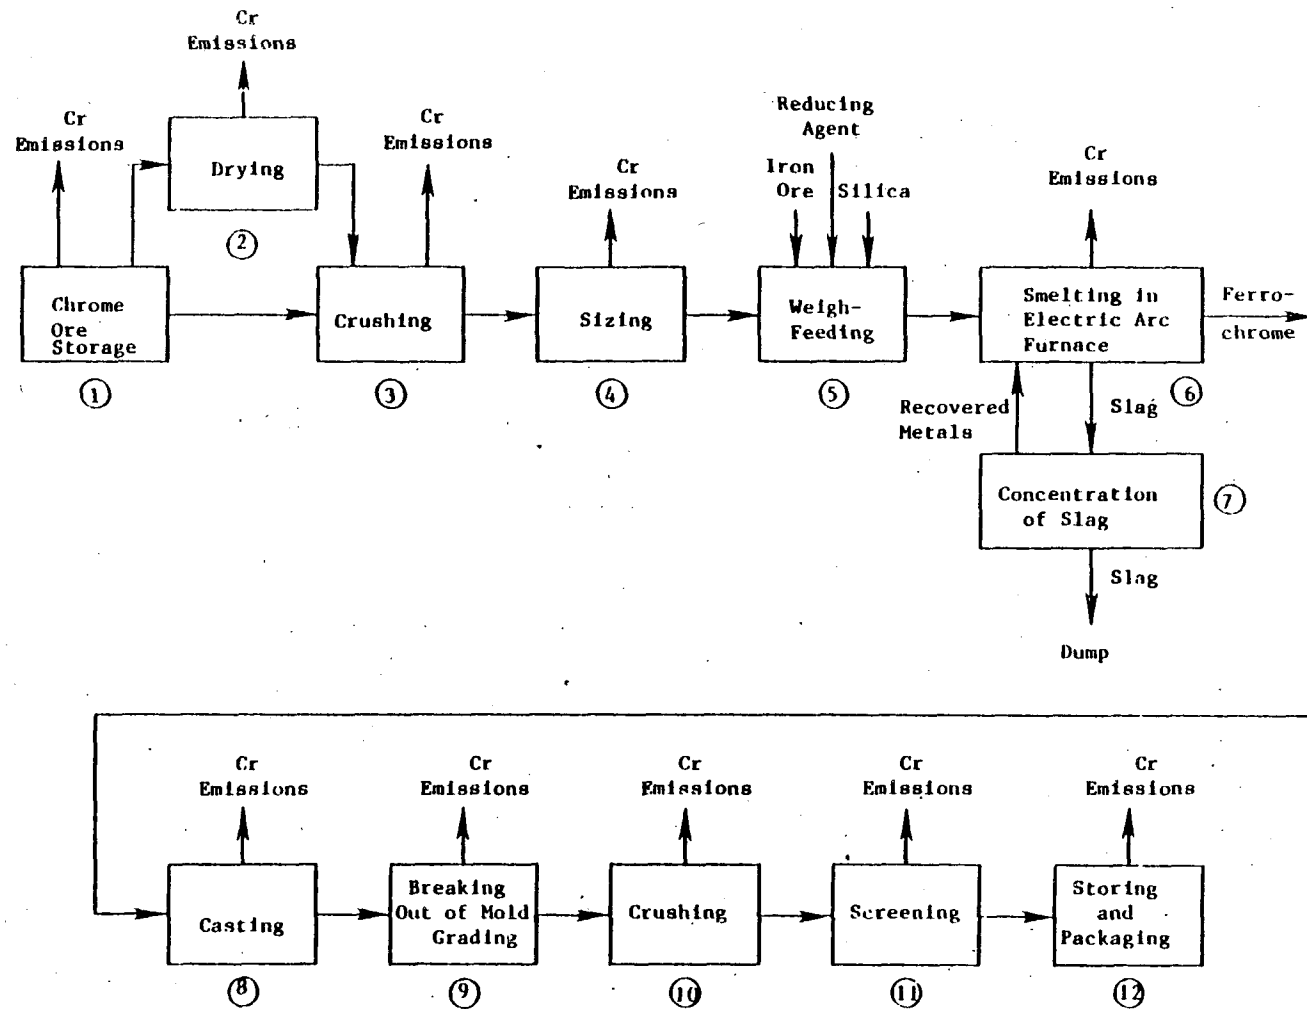 Cr
Emissions
Cr
Emissions
Drying
2
Cr
Emissions
Chrome
Ore
Storage
1
Crushing
3
Cr
Emissions
Sizing
4
Reducing
Agent
Iron
Ore
Silica
Weigh-
Feeding
5
Cr
Emissions
Smelting in
Electric Arc
Furnace
6
Ferro-
chrome
Recovered
Metals
Slag
Concentration
of Slag
7
Slag
Dump
Cr
Emissions
Casting
8
Cr
Emissions
Breaking
Out of Mold
Grading
9
Cr
Emissions
Crushing
10
Cr
Emissions
Screening
11
Cr
Emissions
Storing
and
Packaging
12